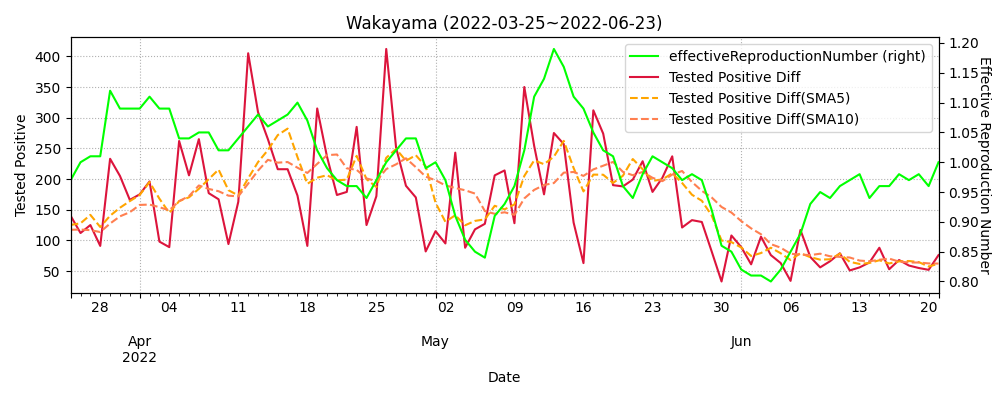 Wakayama (2022-03-25~2022-06-23)
effectiveReproductionNumber (right)
Tested Positive Diff
Tested Positive Diff(SMA5)
Tested Positive Diff(SMA10)
Tested Positive
400
350
300
250
200
150
100
50
1.20
1.15
1.10
1.05
1.00
0.95
0.90
0.85
0.80
Effective Reproduction Number
28 04 11 18 25 02 09 16 23 30 06 13 20
Apr May Jun
2022
Date